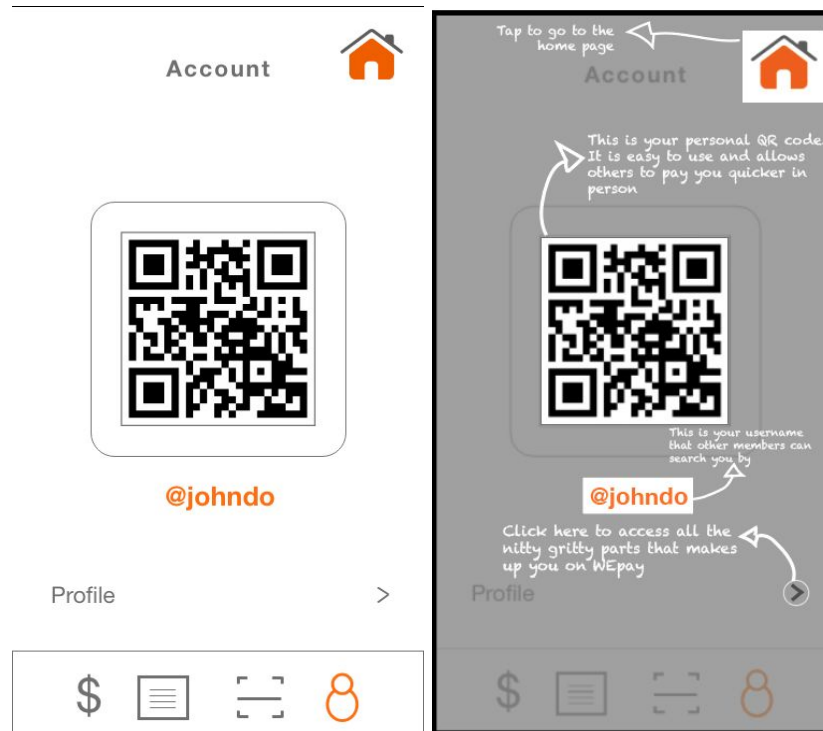 Account
@johndo
Profile
$
Tap to go to the
home page
Account
This is your personal QR code
It is easy to use and allows
others to pay you quicker in
person
This is your username
that other members can
search you by
@johndo
Click here to access all the
nitty gritty parts that makes
up you on WEpay
Profile
$